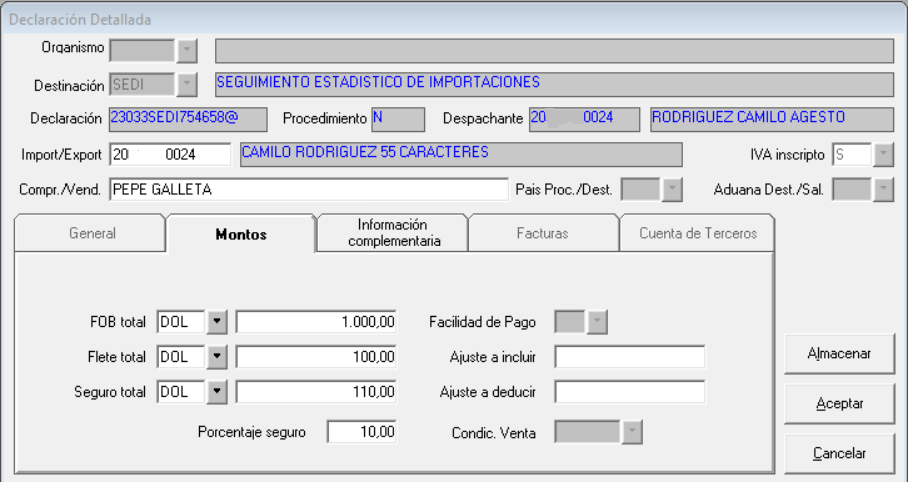 Declaración Detallada
Organismo
Destinación SEDI SEGUIMIENTO ESTADISTICO DE IMPORTACIONES
Declaración 23033SEDI754658@ Procedimiento N Despachante 20 0024 RODRIGUEZ CAMILO AGESTO
Import/Export 20 0024 CAMILO RODRIGUEZ 55 CARACTERES IVA inscripto S
Compr./Vend. PEPE GALLETA Pais Proc./Dest. Aduana Dest./Sal.
General Montos Información complementaria Facturas Cuenta de Terceros
FOB total DOL 1.000,00 Facilidad de Pago
Flete total DOL 100,00 Ajuste a incluir
Seguro total DOL 110,00 Ajuste a deducir
Porcentaje seguro 10,00 Condic. Venta
Almacenar
Aceptar
Cancelar